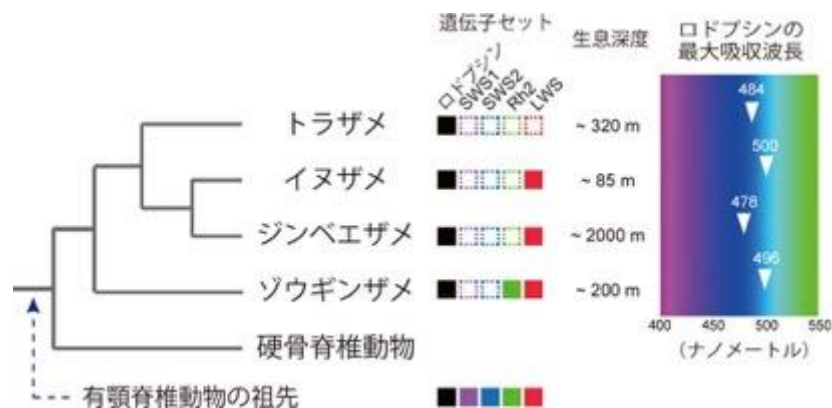 遺伝子セット
生息深度
ロドプシンの
最大吸収波長
ロドプシン
SWS1
SWS2
Rh2
LWS
トラザメ
~ 320 m
484
イヌザメ
~ 85 m
500
ジンベエザメ
~ 2000 m
478
ゾウギンザメ
~ 200 m
496
硬骨脊椎動物
400
450
500
550
(ナノメートル)
有顎脊椎動物の祖先